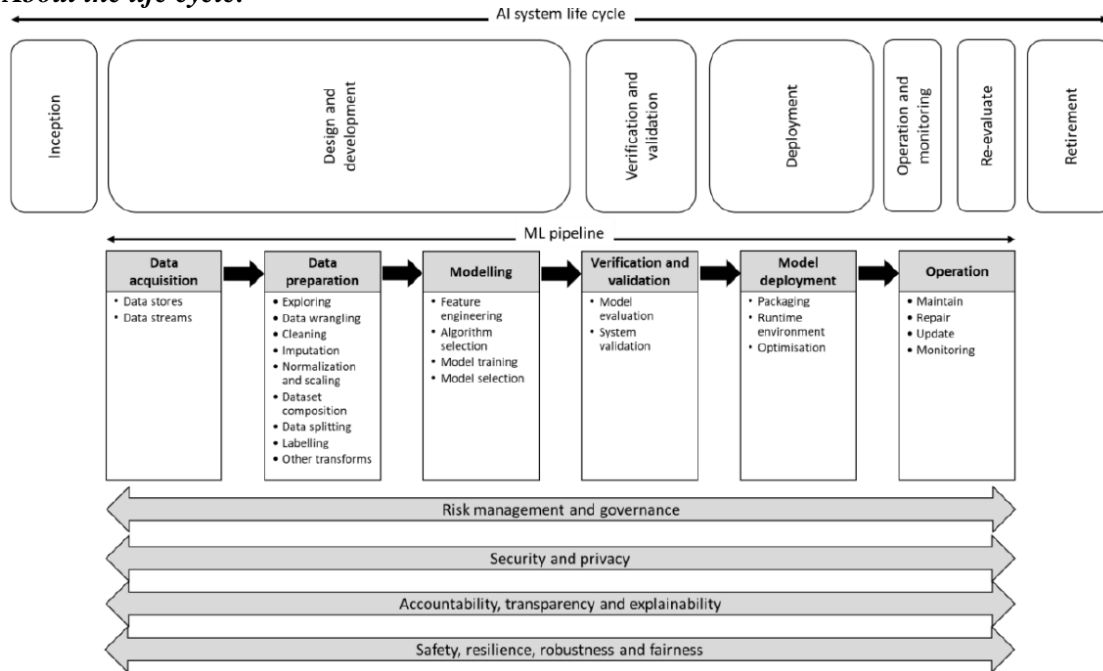 About the life cycle.
AI system life cycle
Inception
Design and
development
Verification and
validation
Deployment
Operation and
monitoring
Re-evaluate
Retirement
ML pipeline
Data
acquisition
• Data stores
• Data streams
Data
preparation
• Exploring
• Data wrangling
• Cleaning
• Imputation
• Normalization
and scaling
• Dataset
composition
• Data splitting
• Labelling
• Other transforms
Modelling
• Feature
engineering
• Algorithm
selection
• Model training
• Model selection
Verification and
validation
• Model
evaluation
• System
validation
Model
deployment
• Packaging
• Runtime
environment
• Optimisation
Operation
• Maintain
• Repair
• Update
• Monitoring
Risk management and governance
Security and privacy
Accountability, transparency and explainability
Safety, resilience, robustness and fairness